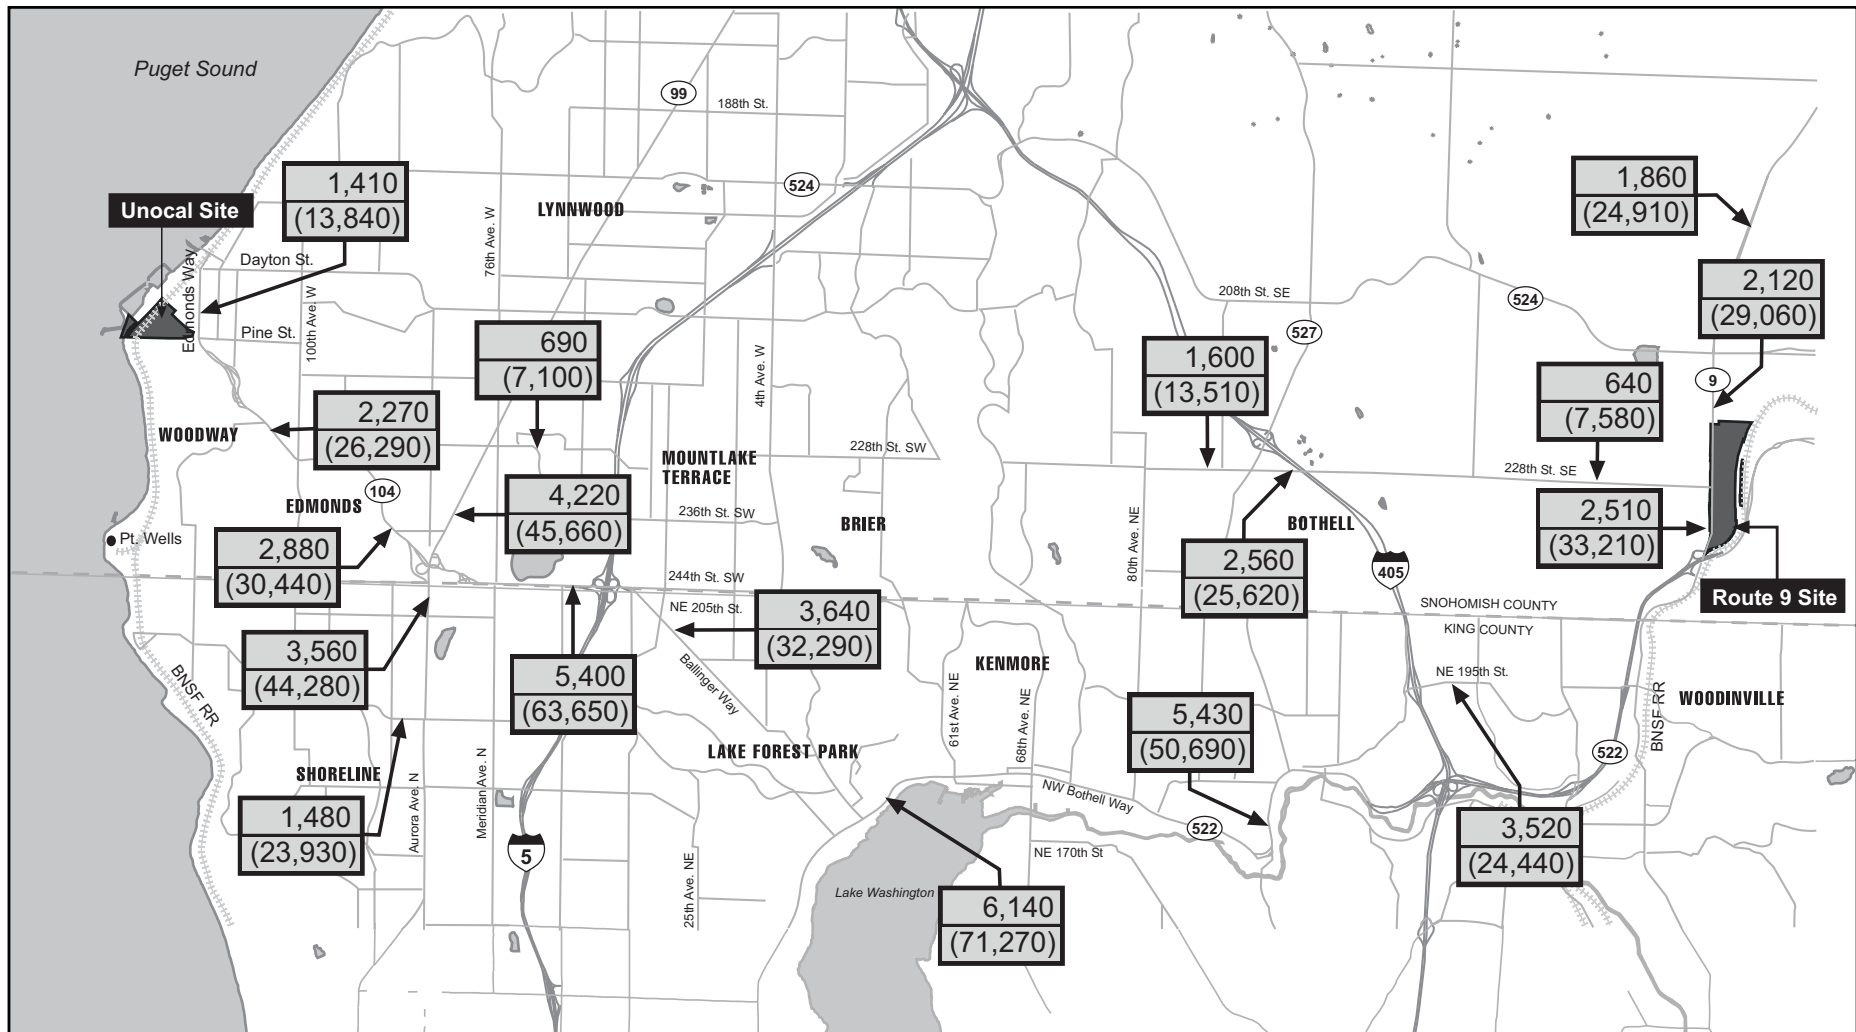 Puget Sound
99
188th St.
1,410
(13,840)
524
1,860
(24,910)
Unocal Site
LYNNWOOD
76th Ave. W
Edmonds Way
Dayton St.
2,120
(29,060)
208th St. SE
524
100th Ave. W
Pine St.
690
(7,100)
527
1,600
(13,510)
4th Ave. W
640
(7,580)
9
2,270
(26,290)
WOODWAY
228th St. SW
MOUNTLAKE
TERRACE
228th St. SE
104
EDMONDS
4,220
(45,660)
236th St. SW
BRIER
80th Ave. NE
BOTHELL
2,510
(33,210)
Pt. Wells
2,880
(30,440)
2,560
(25,620)
405
244th St. SW
NE 205th St.
3,640
(32,290)
SNOHOMISH COUNTY
KING COUNTY
Route 9 Site
3,560
(44,280)
5,400
(63,650)
Ballinger Way
KENMORE
61st Ave. NE
68th Ave. NE
NE 195th St.
BNSF RR
BNSF RR
WOODINVILLE
5,430
(50,690)
LAKE FOREST PARK
522
SHORELINE
Aurora Ave. N
Meridian Ave. N
NW Bothell Way
1,480
(23,930)
522
3,520
(24,440)
5
NE 170th St
25th Ave. NE
Lake Washington
6,140
(71,270)